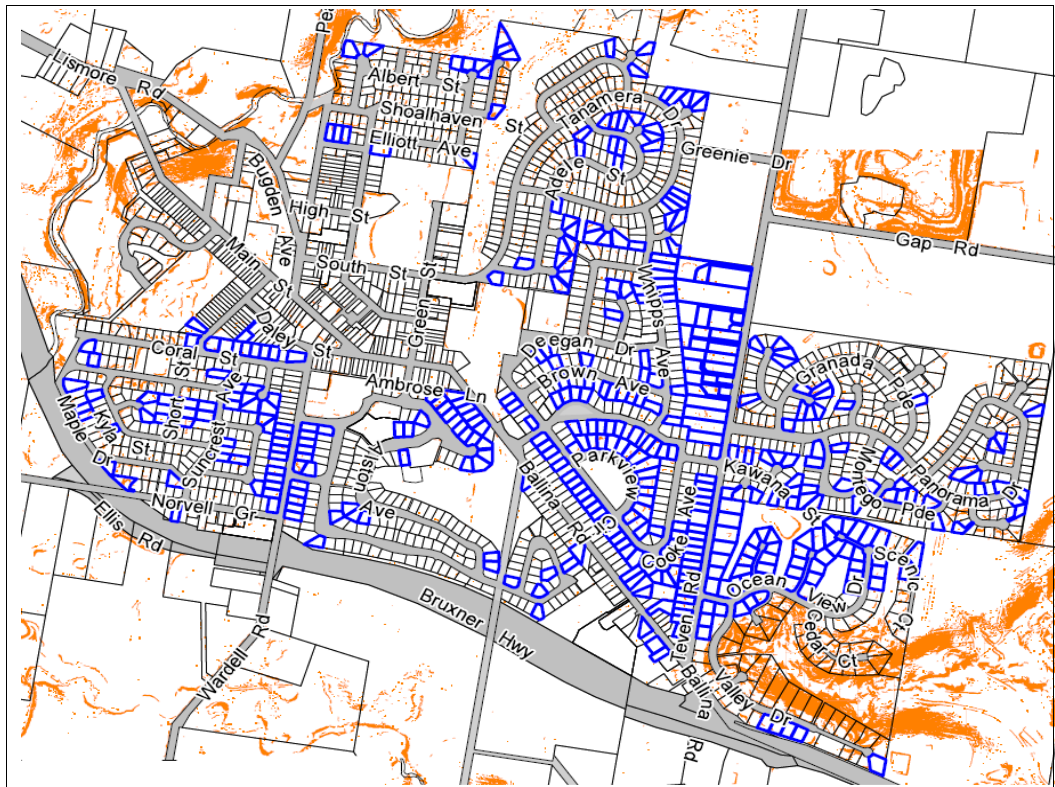 Lismore Rd
Pea
Albert St
Shoalhaven St
Elliott Ave
Tanamera Dr
Greenie Dr
Adele St
Bugden Ave
High St
Gap Rd
Main St
South St
Green St
Whipps Ave
Daley St
Coral St
Short St
Suncrest Ave
Deegan Dr
Brown Ave
Ambrose Ln
Granada Pde
Kyla St
Maple Dr
Parkview Cir
Kawana St
Montego Pde
Panorama Dr
Norvell Gr
Ave
Ballina Rd
Cooke Ave
Ellis Rd
Ocean View Dr
Scenic
Bruxner Hwy
Teven Rd
Cedar Ct
Wardell Rd
Valley Dr
Ballina Rd